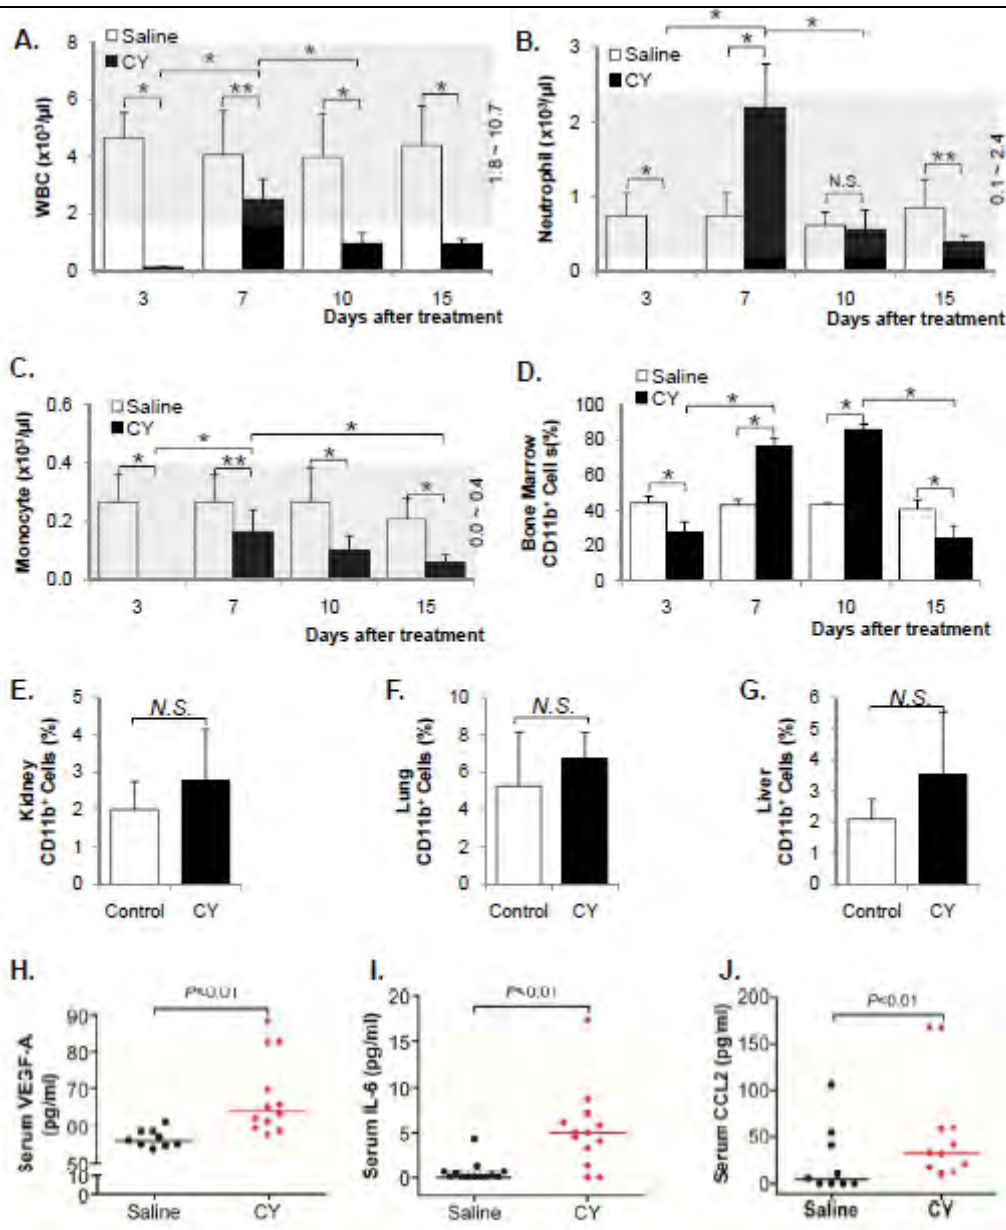 A.
Saline
CY
WBC (x10³/µl)
8
6
4
2
0
*
*
*
**
*
*
1.8 ~ 10.7
3 7 10 15
Days after treatment
B.
Saline
CY
Neutrophil (x10³/µl)
3
2
1
0
*
*
*
*
N.S.
**
0.1 ~ 2.4
3 7 10 15
Days after treatment
C.
Saline
CY
Monocyte (x10³/µl)
0.6
0.4
0.2
0.0
*
*
*
**
*
*
0.0 ~ 0.4
3 7 10 15
Days after treatment
D.
Saline
CY
Bone Marrow
CD11b⁺ Cell s(%)
100
80
60
40
20
0
*
*
*
*
*
*
3 7 10 15
Days after treatment
E.
Kidney
CD11b⁺ Cells (%)
5
4
3
2
1
0
N.S.
Control CY
F.
Lung
CD11b⁺ Cells (%)
10
8
6
4
2
0
N.S.
Control CY
G.
Liver
CD11b⁺ Cells (%)
6
5
4
3
2
1
0
N.S.
Control CY
H.
P<0.01
Serum VEGF-A
(pg/ml)
90
80
70
60
50
10
0
Saline CY
I.
P<0.01
Serum IL-6 (pg/ml)
20
15
10
5
0
Saline CY
J.
P<0.01
Serum CCL2 (pg/ml)
200
150
100
50
0
Saline CY